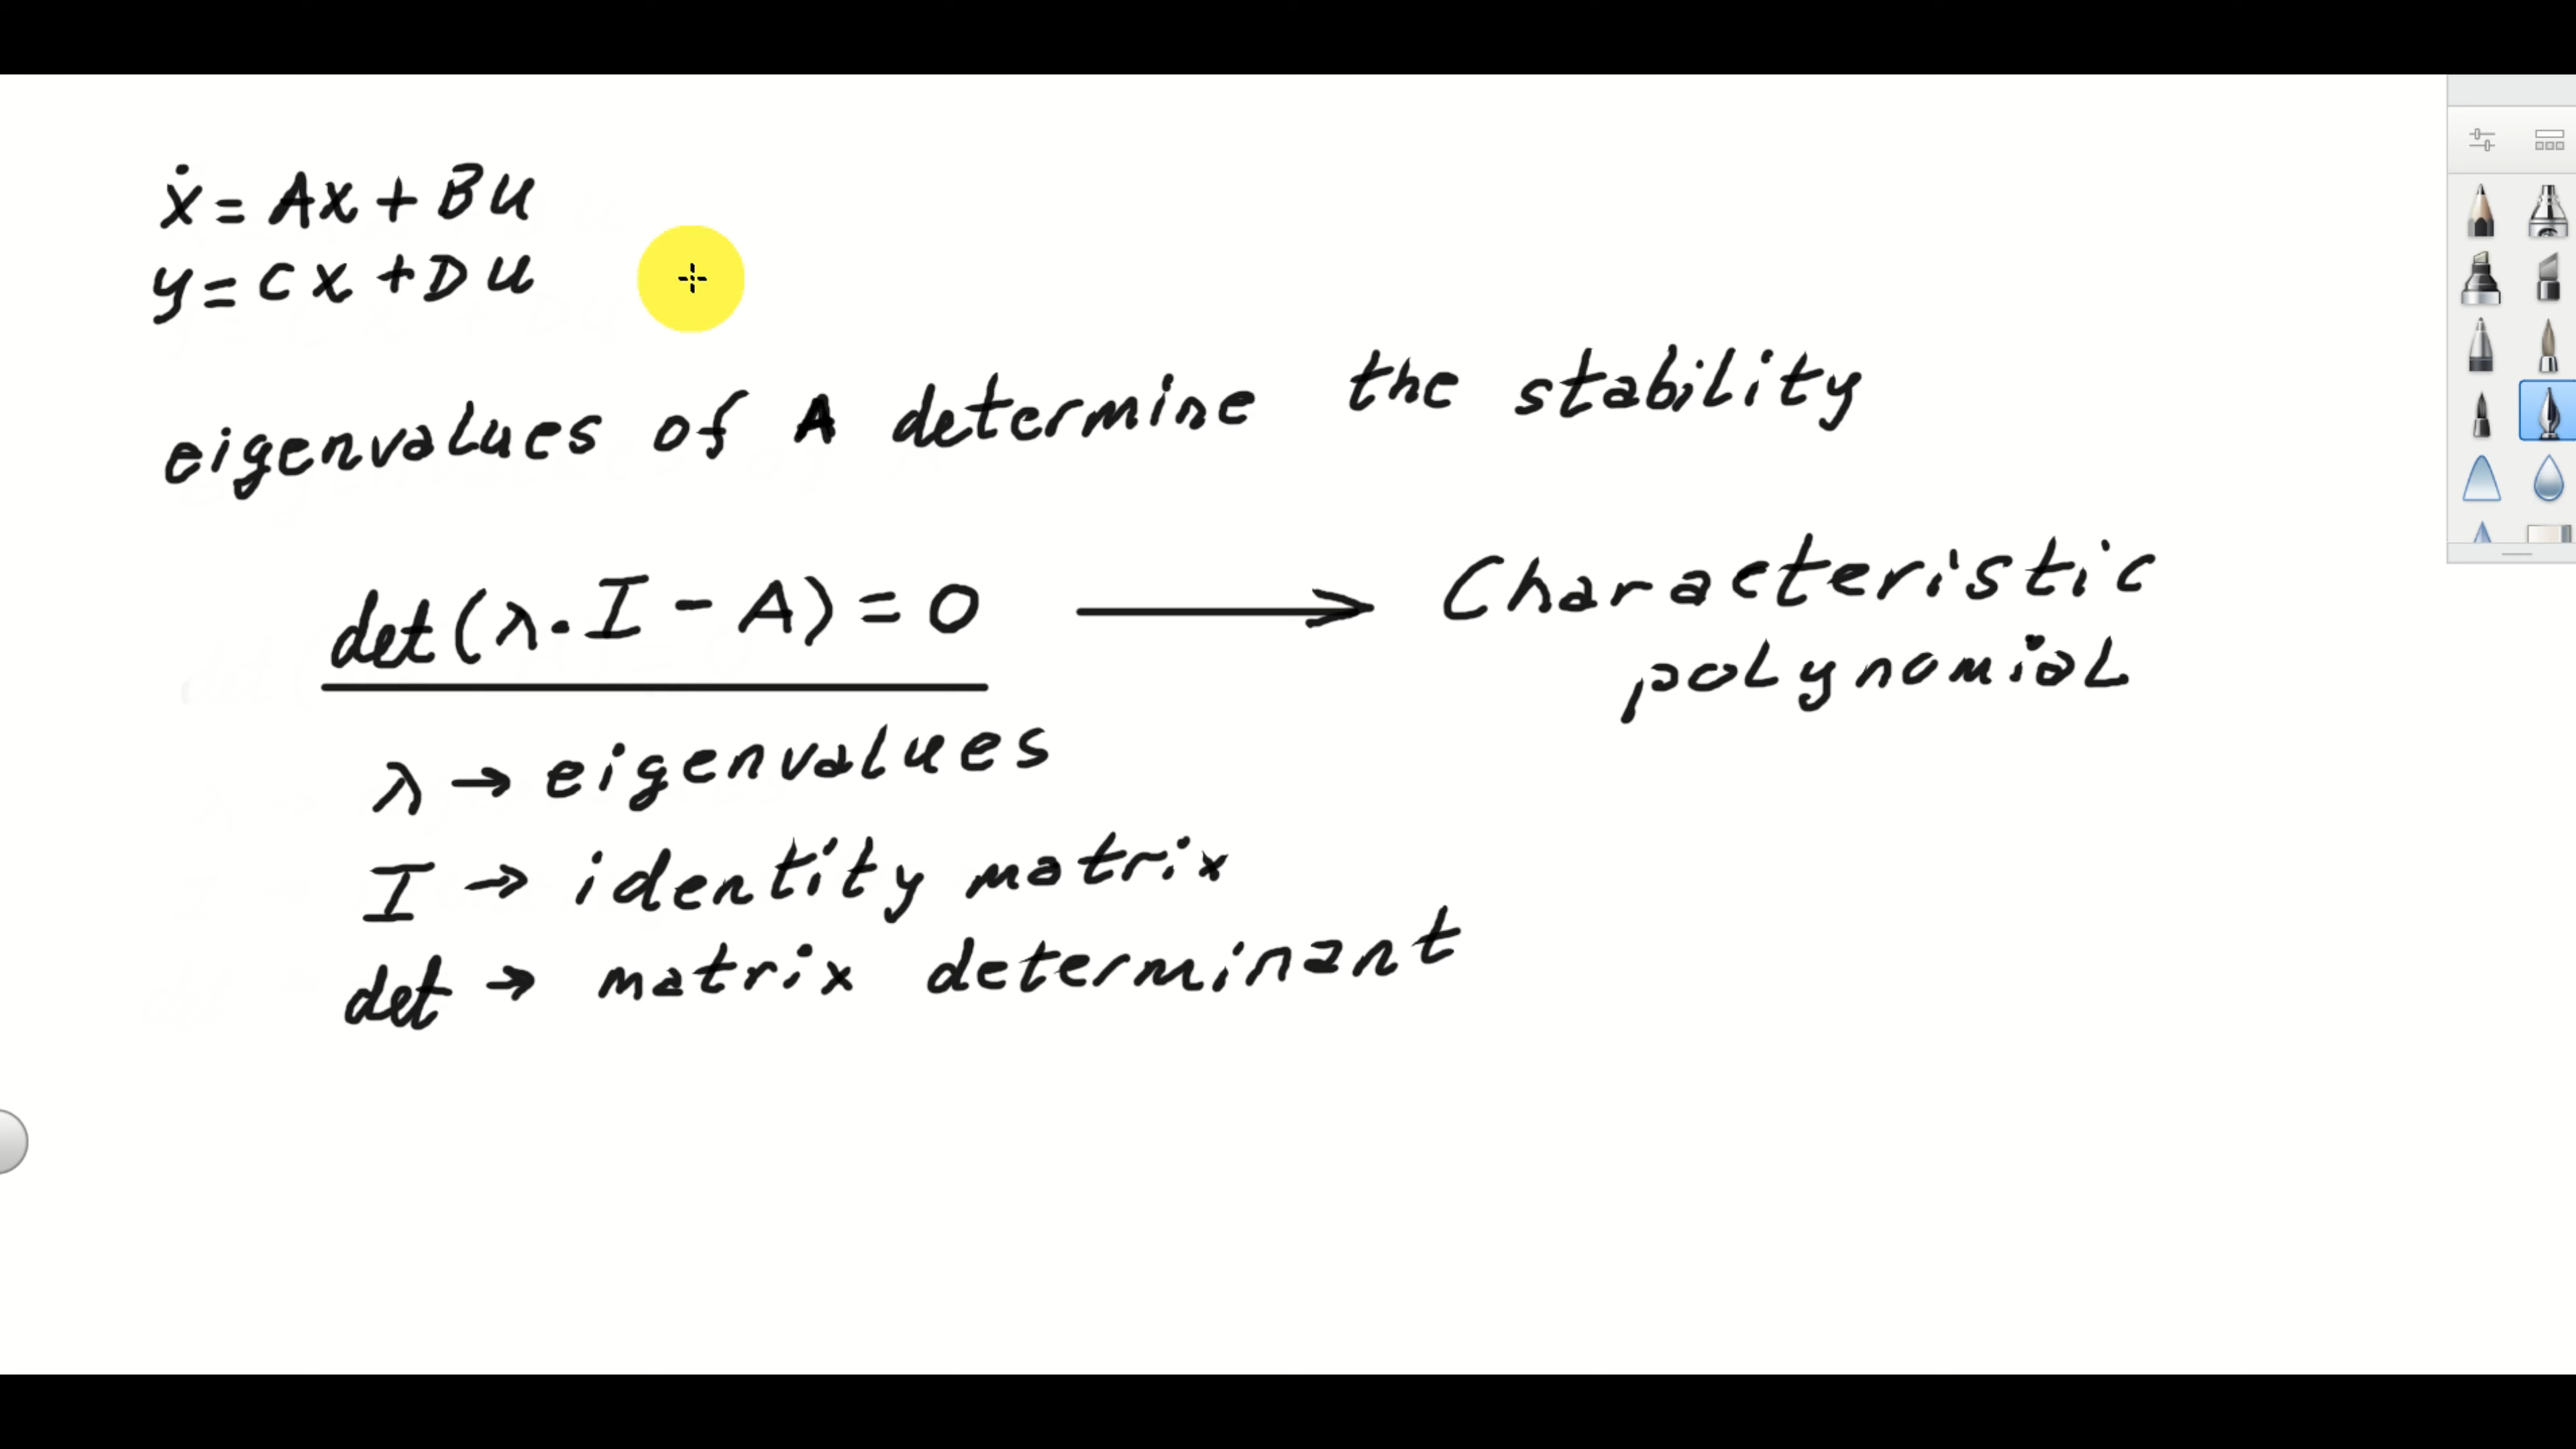 ẋ = Ax + Bu
y = Cx + Du
eigenvalues of A determine the stability
det(λ·I - A) = 0 → Characteristic
polynomial
λ → eigenvalues
I → identity matrix
det → matrix determinant